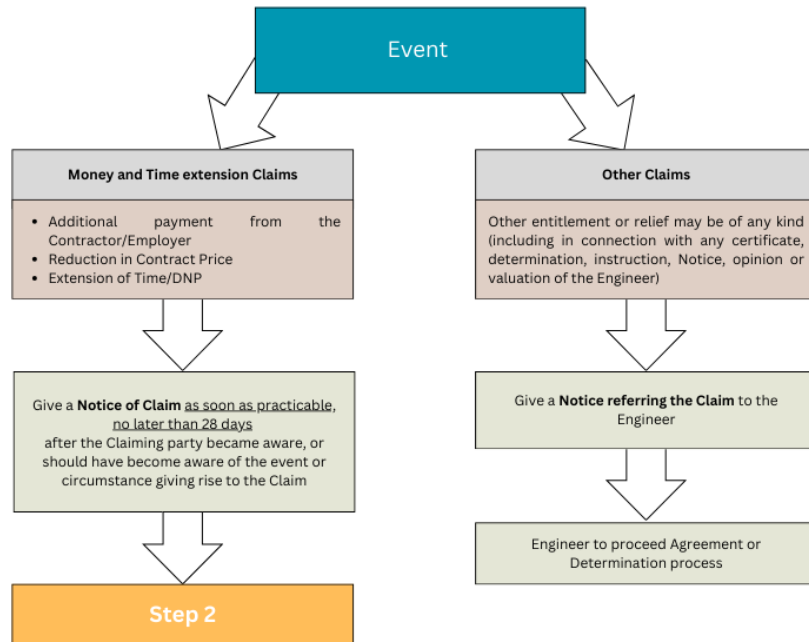 Event
Money and Time extension Claims
• Additional payment from the
Contractor/Employer
• Reduction in Contract Price
• Extension of Time/DNP
Give a Notice of Claim as soon as practicable,
no later than 28 days
after the Claiming party became aware, or
should have become aware of the event or
circumstance giving rise to the Claim
Step 2
Other Claims
Other entitlement or relief may be of any kind
(including in connection with any certificate,
determination, instruction, Notice, opinion or
valuation of the Engineer)
Give a Notice referring the Claim to the
Engineer
Engineer to proceed Agreement or
Determination process